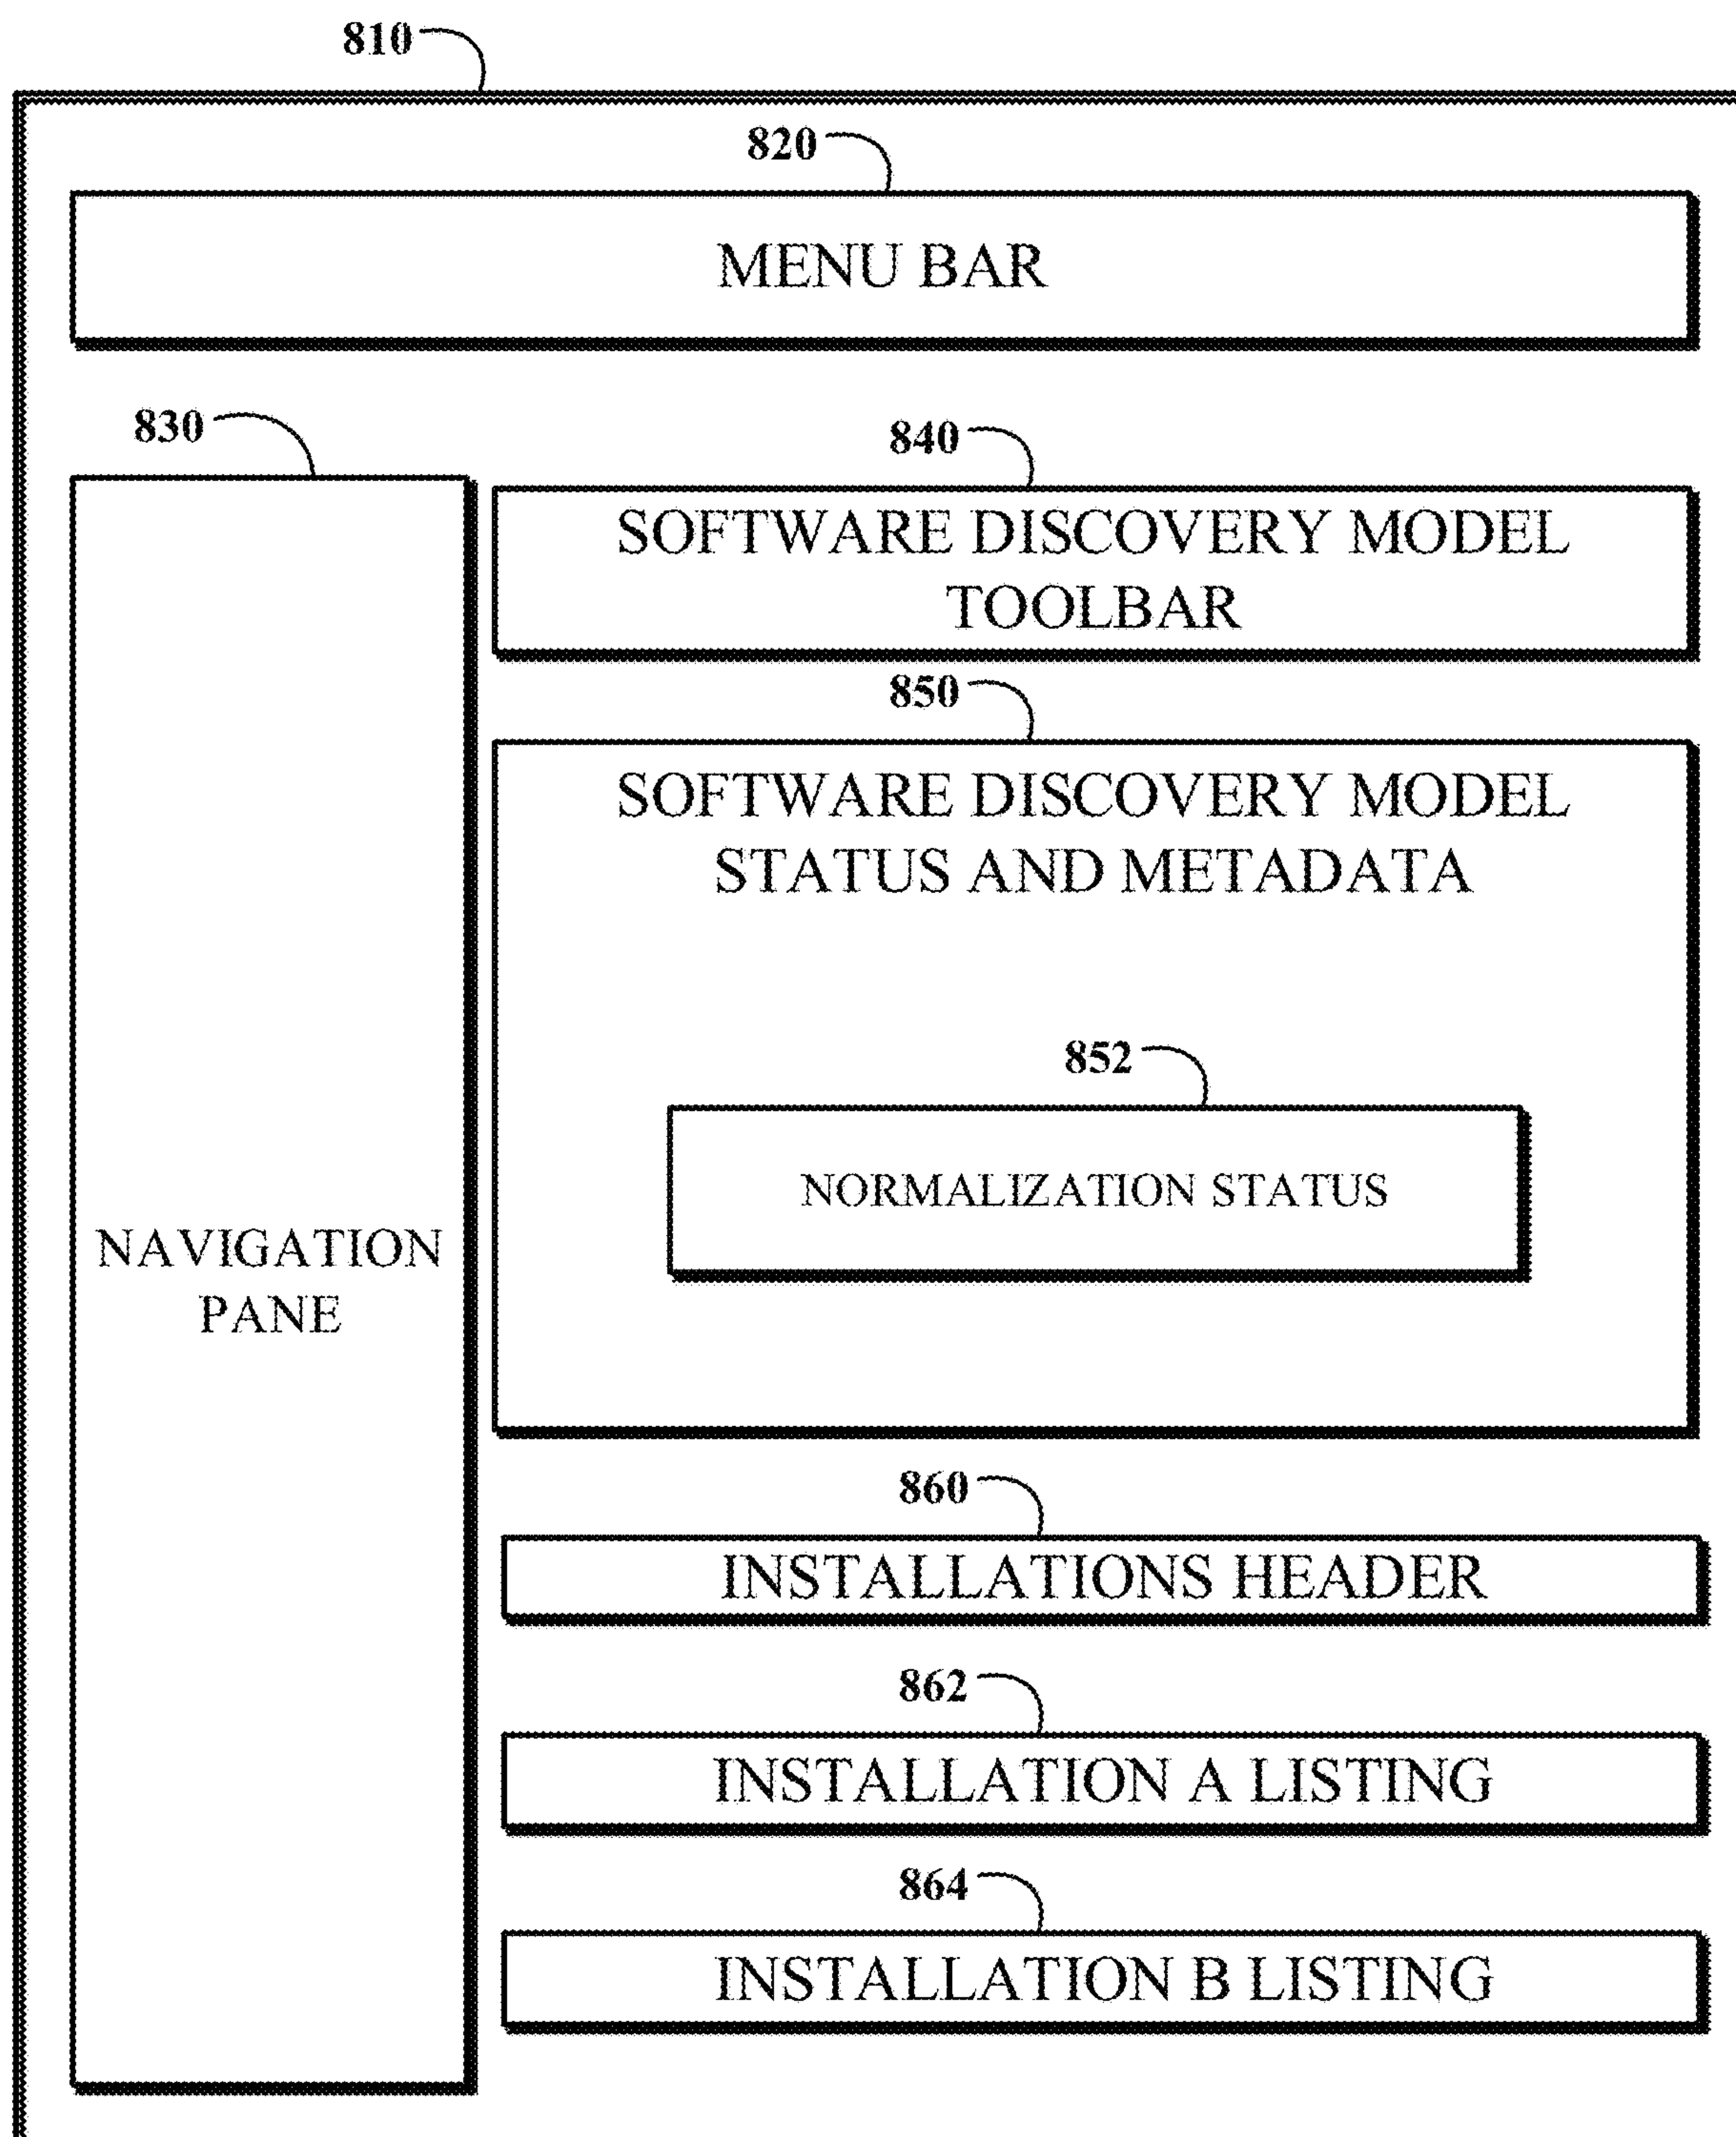 810
820
MENU BAR
830
840
SOFTWARE DISCOVERY MODEL
TOOLBAR
850
SOFTWARE DISCOVERY MODEL
STATUS AND METADATA
852
NORMALIZATION STATUS
NAVIGATION
PANE
860
INSTALLATIONS HEADER
862
INSTALLATION A LISTING
864
INSTALLATION B LISTING